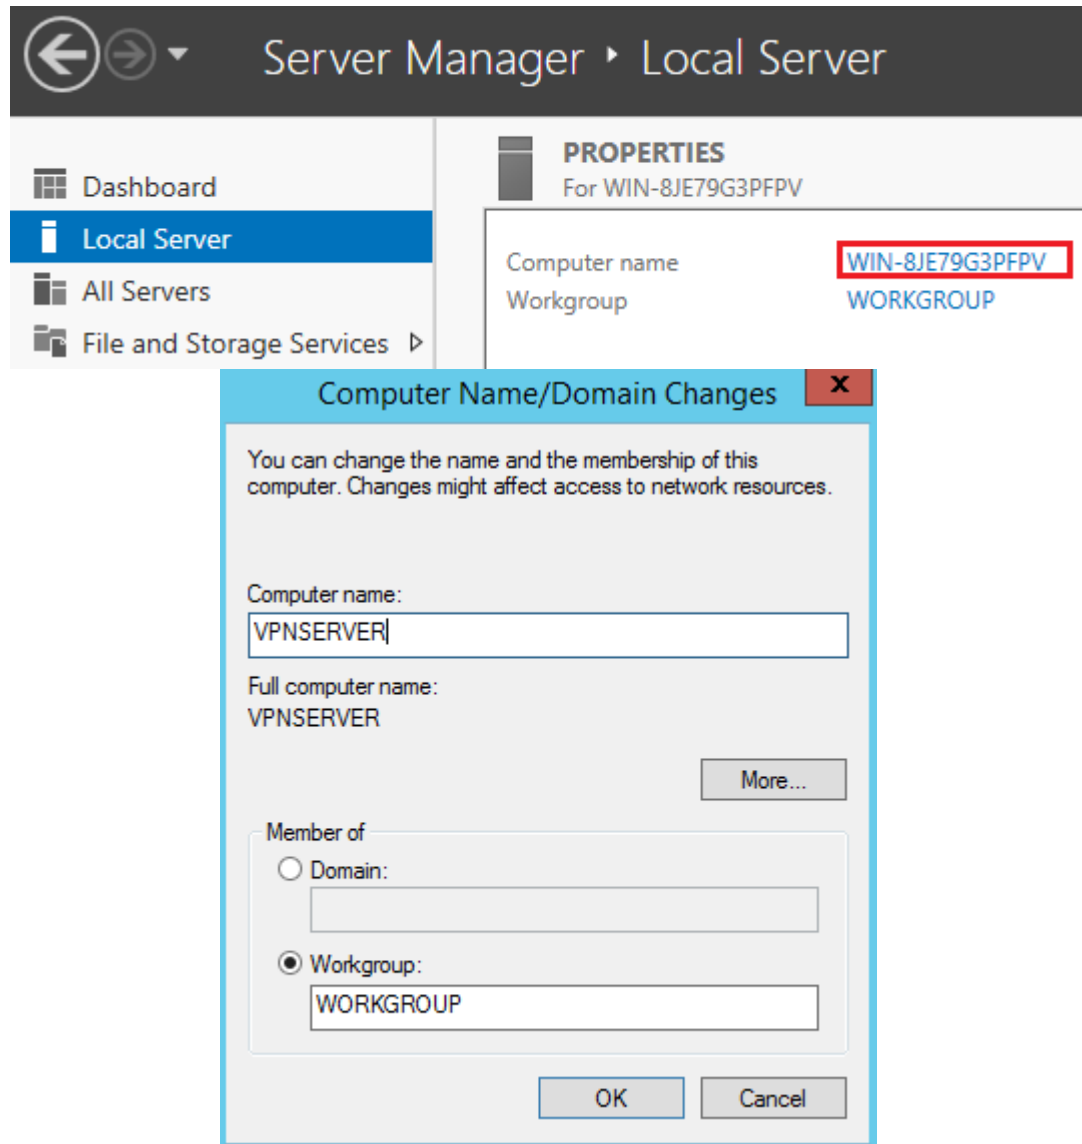 Server Manager ‣ Local Server
Dashboard
Local Server
All Servers
File and Storage Services
PROPERTIES
For WIN-8JE79G3PFPV
Computer name WIN-8JE79G3PFPV
Workgroup WORKGROUP
Computer Name/Domain Changes
x
You can change the name and the membership of this
computer. Changes might affect access to network resources.
Computer name:
VPNSERVER
Full computer name:
VPNSERVER
More...
Member of
Domain:
Workgroup:
WORKGROUP
OK Cancel